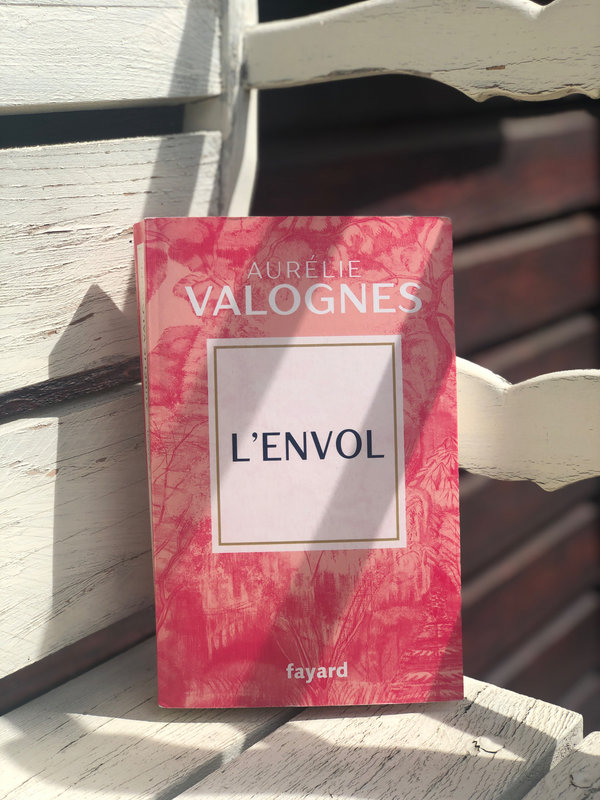 AURÉLIE
VALOGNES
L'ENVOL
fayard